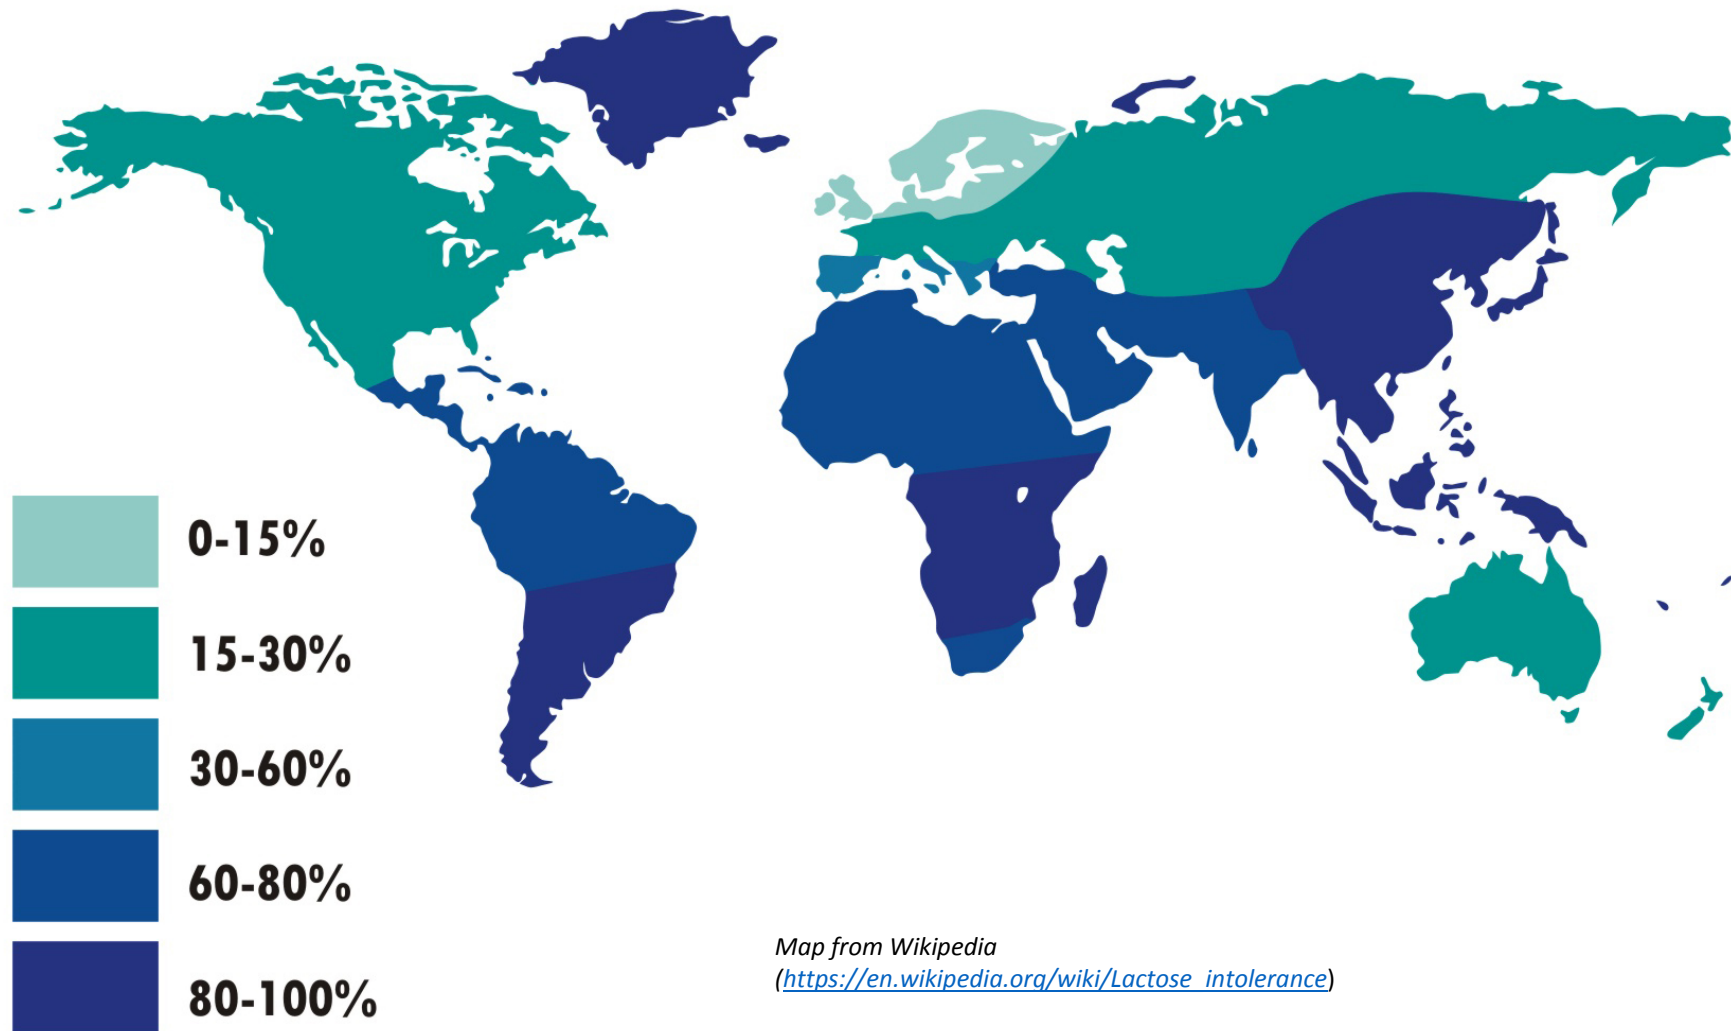 0-15%
15-30%
30-60%
60-80%
80-100%
Map from Wikipedia
(https://en.wikipedia.org/wiki/Lactose_intolerance)